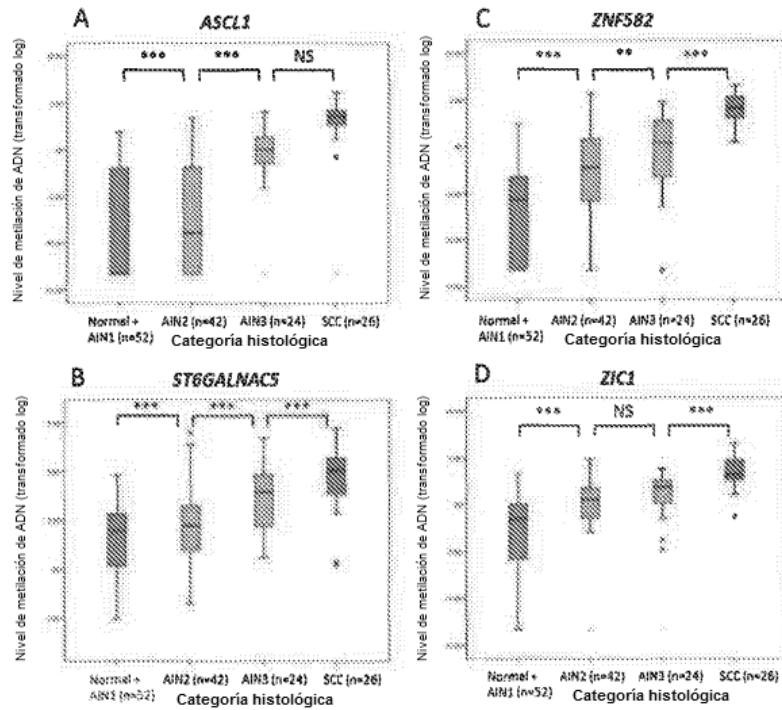 A
ASCL1
***
***
NS
Nivel de metilación de ADN (transformado log)
Normal +
AIN1 (n=52)
AIN2 (n=42)
AIN3 (n=24)
SCC (n=26)
Categoría histológica
C
ZNF582
***
**
***
Nivel de metilación de ADN (transformado log)
Normal +
AIN1 (n=52)
AIN2 (n=42)
AIN3 (n=24)
SCC (n=26)
Categoría histológica
B
ST6GALNAC5
***
***
***
Nivel de metilación de ADN (transformado log)
Normal +
AIN1 (n=52)
AIN2 (n=42)
AIN3 (n=24)
SCC (n=26)
Categoría histológica
D
ZIC1
***
NS
***
Nivel de metilación de ADN (transformado log)
Normal +
AIN1 (n=52)
AIN2 (n=42)
AIN3 (n=24)
SCC (n=26)
Categoría histológica